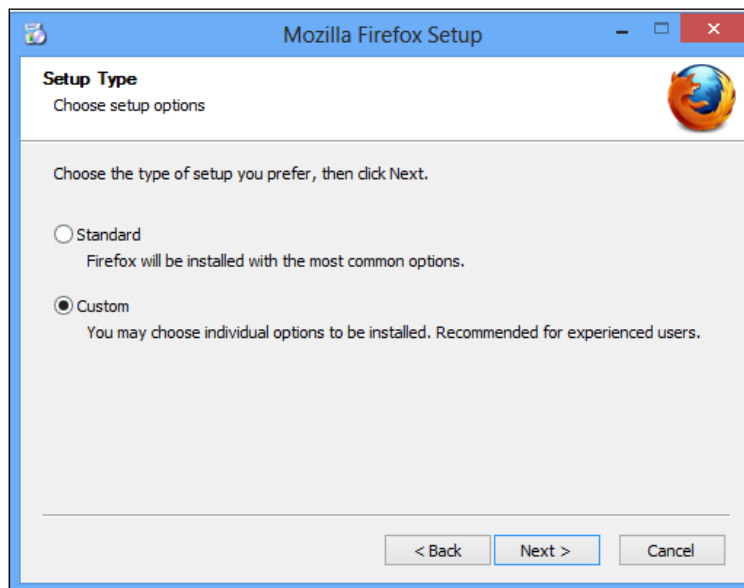 Mozilla Firefox Setup
Setup Type
Choose setup options
Choose the type of setup you prefer, then click Next.
Standard
Firefox will be installed with the most common options.
Custom
You may choose individual options to be installed. Recommended for experienced users.
< Back Next > Cancel